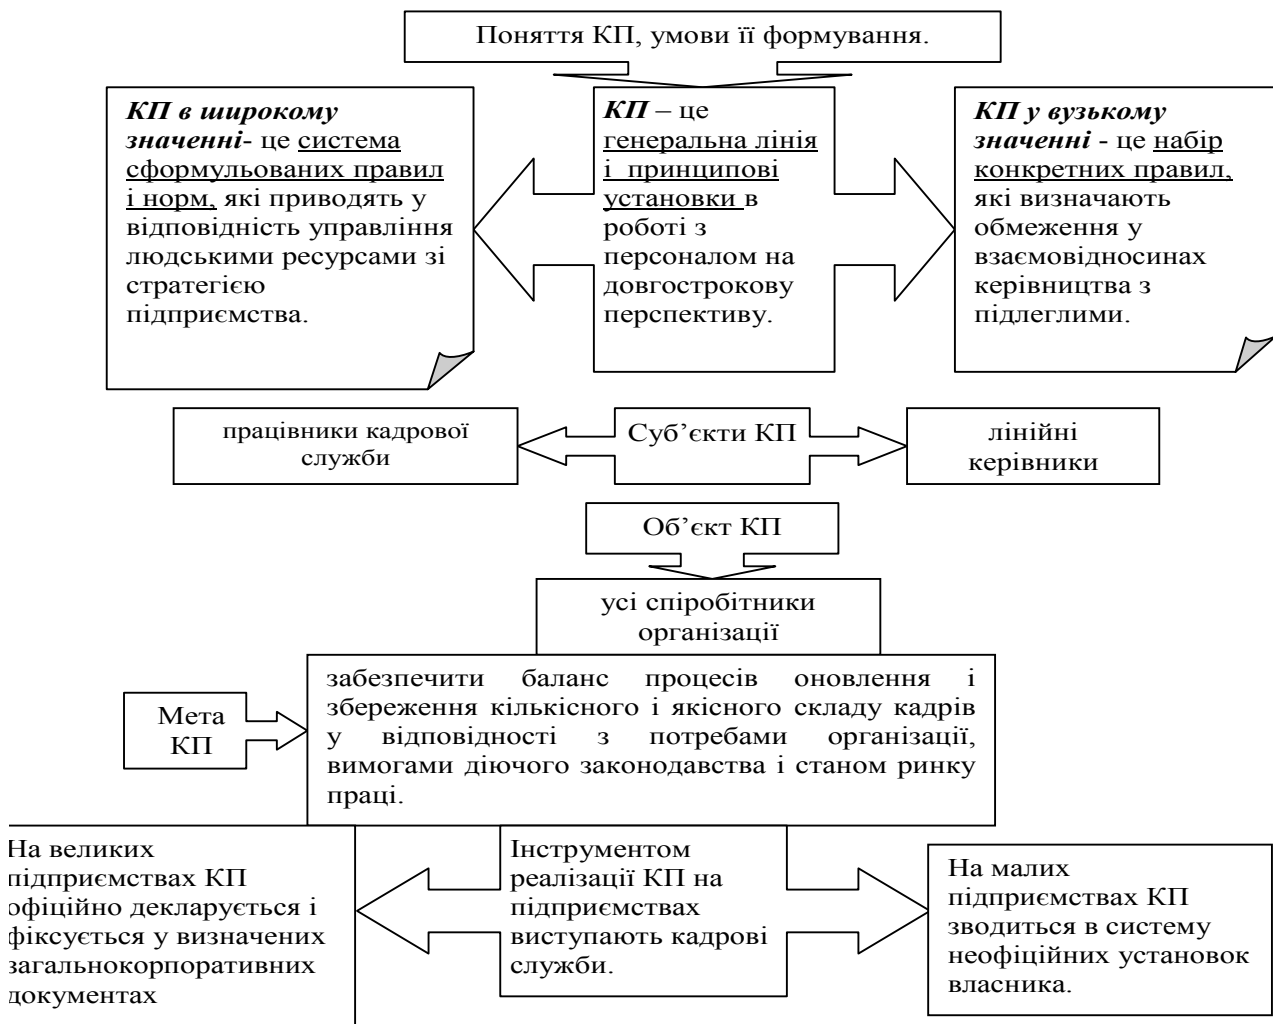 Поняття КП, умови її формування.
КП в широкому
значенні- це система
сформульованих правил
і норм, які приводять у
відповідність управління
людськими ресурсами зі
стратегією
підприємства.
КП – це
генеральна лінія
і принципові
установки в
роботі з
персоналом на
довгострокову
перспективу.
КП у вузькому
значенні - це набір
конкретних правил,
які визначають
обмеження у
взаємовідносинах
керівництва з
підлеглими.
працівники кадрової
служби
Суб’єкти КП
лінійні
керівники
Об’єкт КП
усі спіробітники
організації
Мета
КП
забезпечити баланс процесів оновлення і
збереження кількісного і якісного складу кадрів
у відповідності з потребами організації,
вимогами діючого законодавства і станом ринку
праці.
На великих
підприємствах КП
офіційно декларується і
фіксується у визначених
загальнокорпоративних
документах
Інструментом
реалізації КП на
підприємствах
виступають кадрові
служби.
На малих
підприємствах КП
зводиться в систему
неофіційних установок
власника.